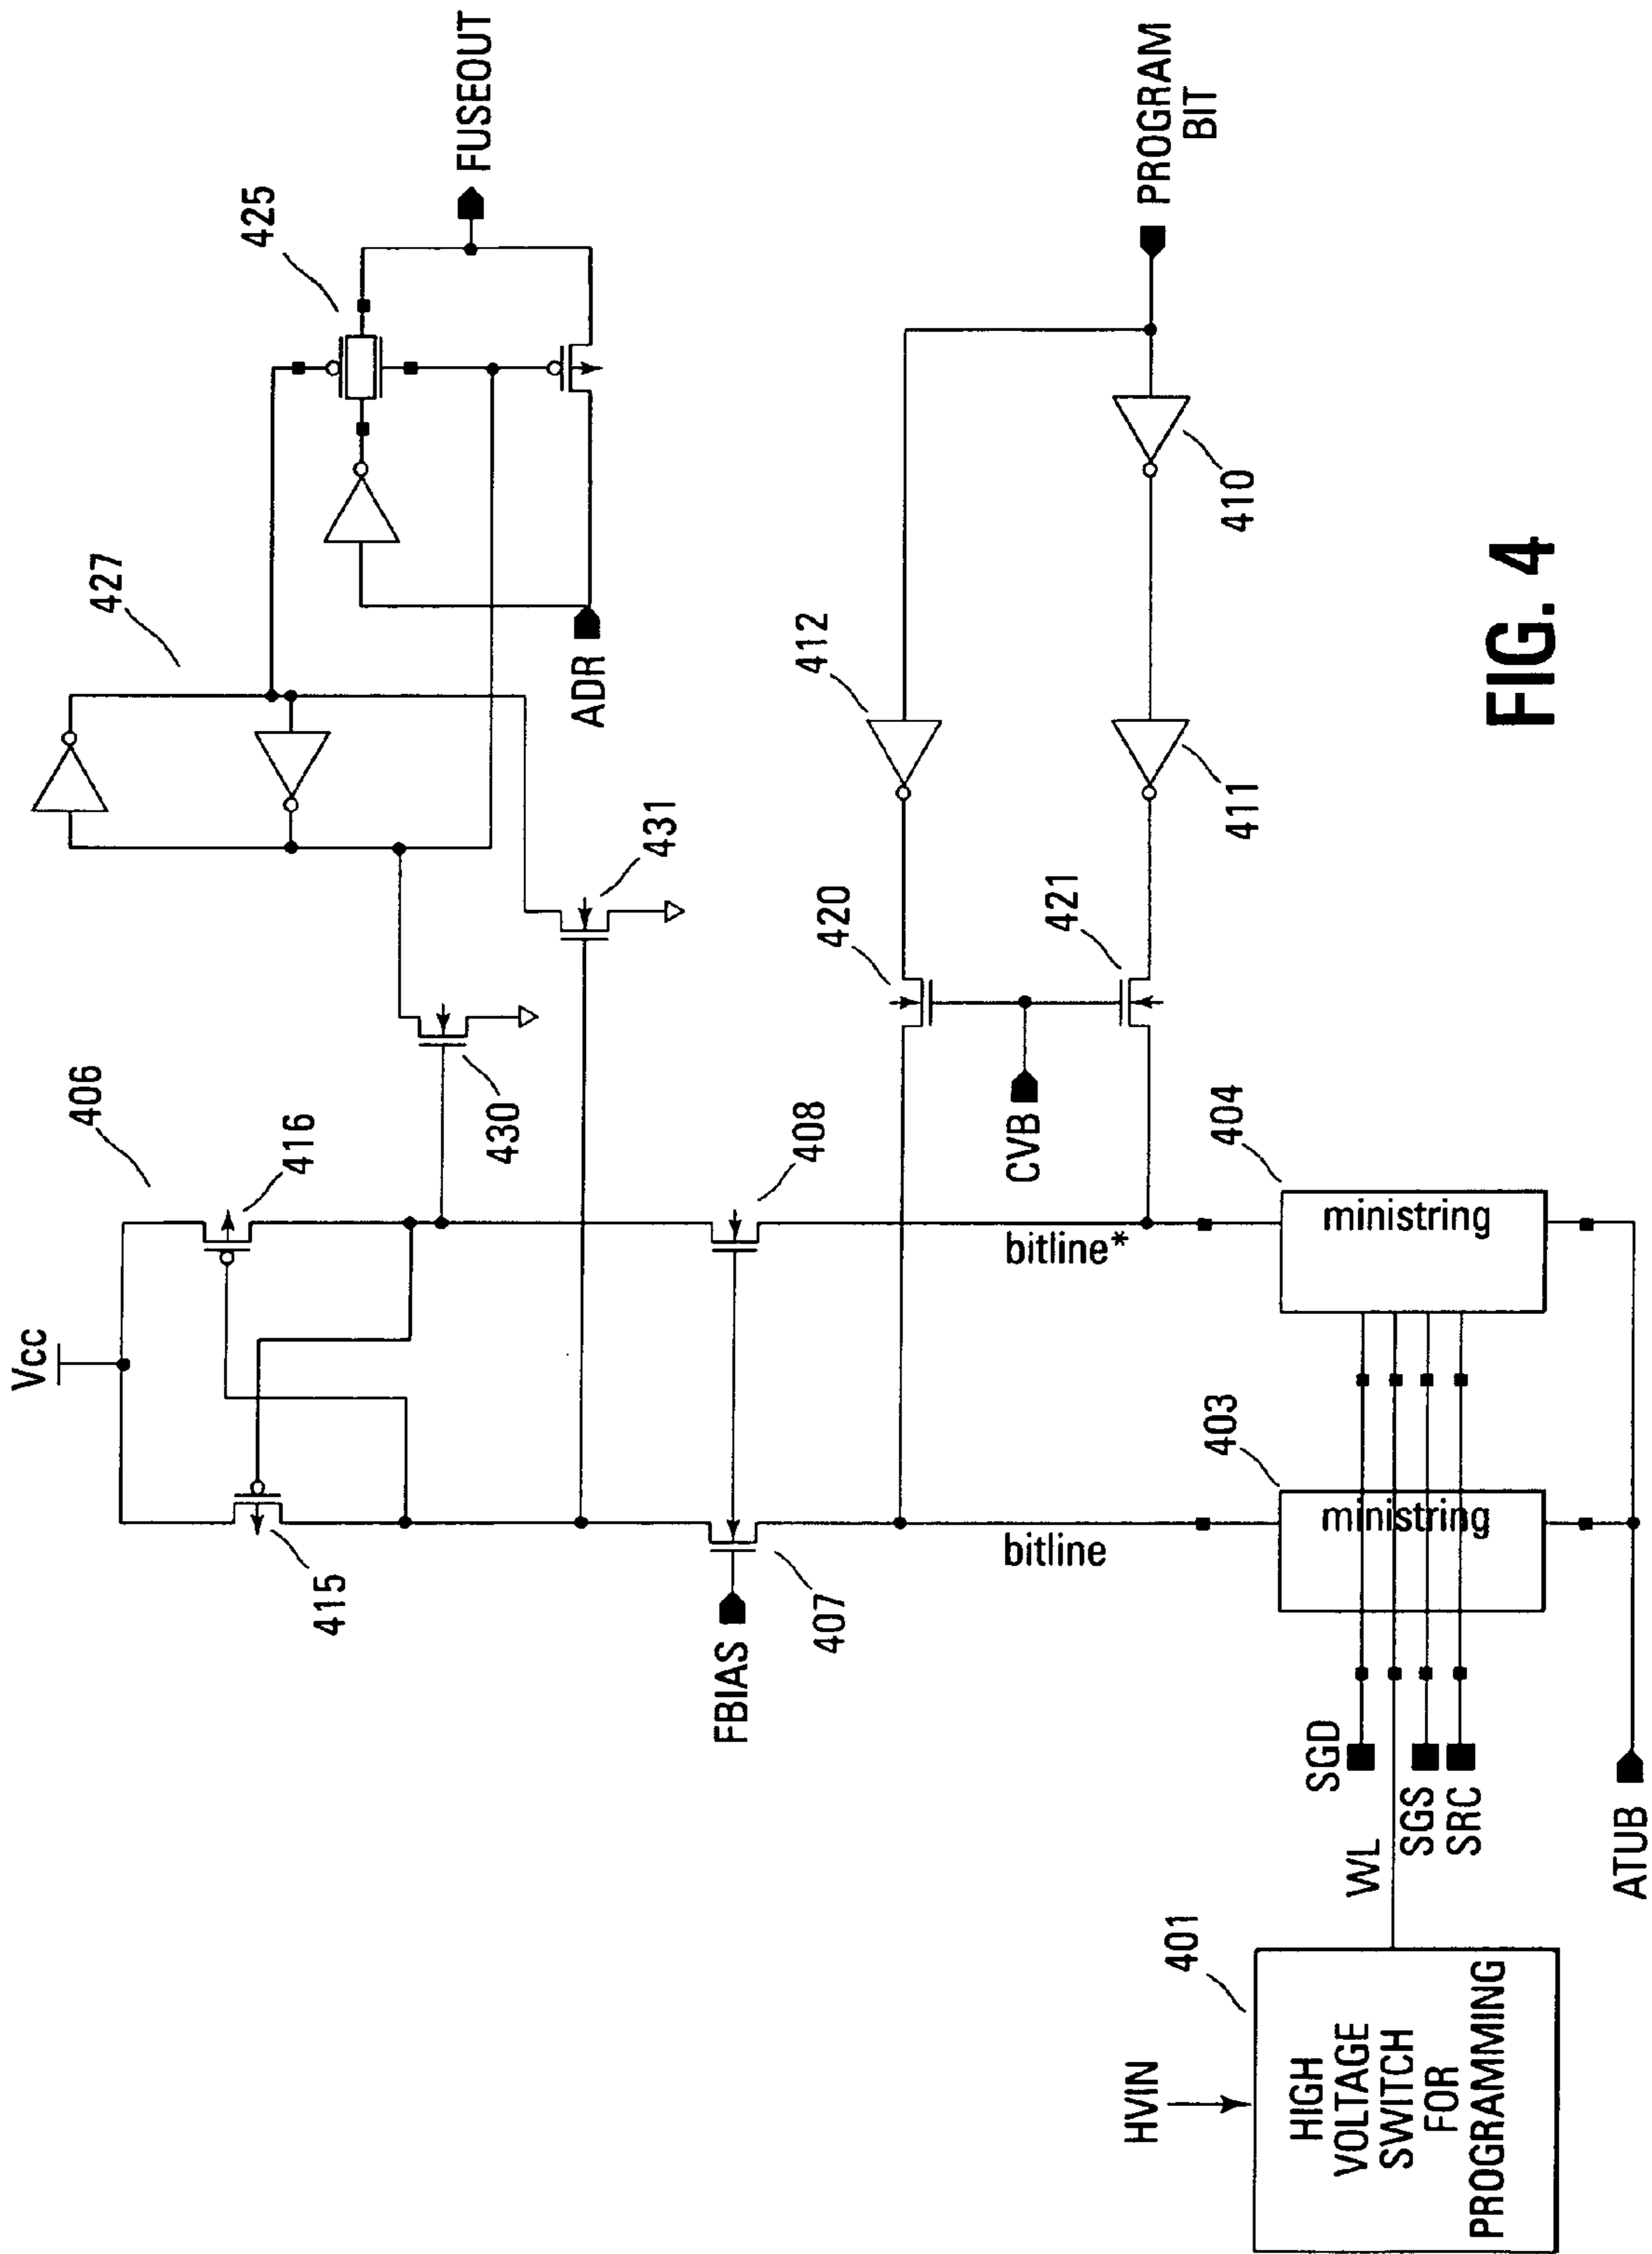 Vcc
406
416
415
427
425
FUSEOUT
ADR
430
431
FBIAS
407
408
412
420
PROGRAM
BIT
410
411
421
CVB
bitline
bitline*
403
404
ministring
ministring
SGD
WL
SGS
SRC
ATUB
HVIN
401
HIGH
VOLTAGE
SWITCH
FOR
PROGRAMMING
FIG. 4